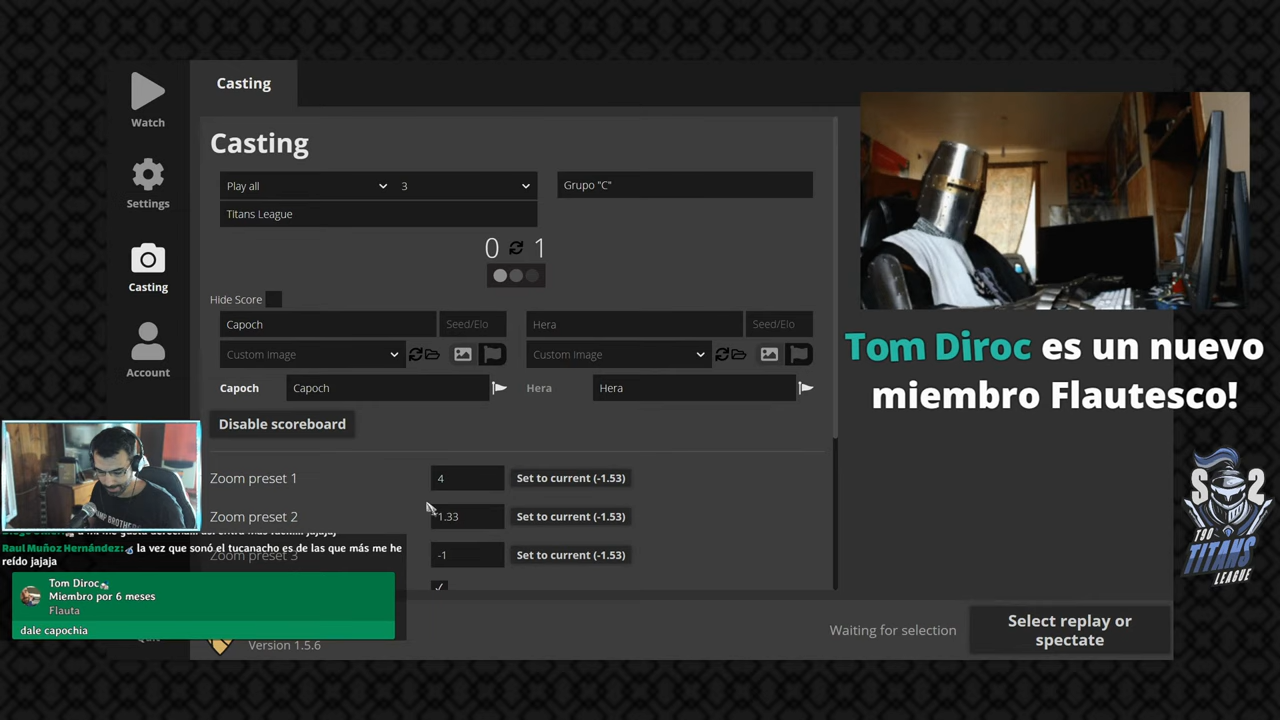 Casting
Watch
Settings
Casting
Account
Casting
Play all
3
Grupo "C"
Titans League
0 1
Hide Score
Capoch
Seed/Elo
Hera
Seed/Elo
Custom image
Custom image
Capoch
Capoch
Hera
Hera
Disable scoreboard
Zoom preset 1
4
Set to current (-1.53)
Zoom preset 2
1.33
Set to current (-1.53)
Zoom preset 3
-1
Set to current (-1.53)
Version 1.5.6
Waiting for selection
Select replay or
spectate
Tom Diroc es un nuevo
miembro Flautesco!
Raul Muñoz Hernández: la vez que sonó el tucanacho es de las que más me he
reído jajaja
Tom Diroc
Miembro por 6 meses
Flauta
dale capochia
S 2
T90
TITANS
LEAGUE